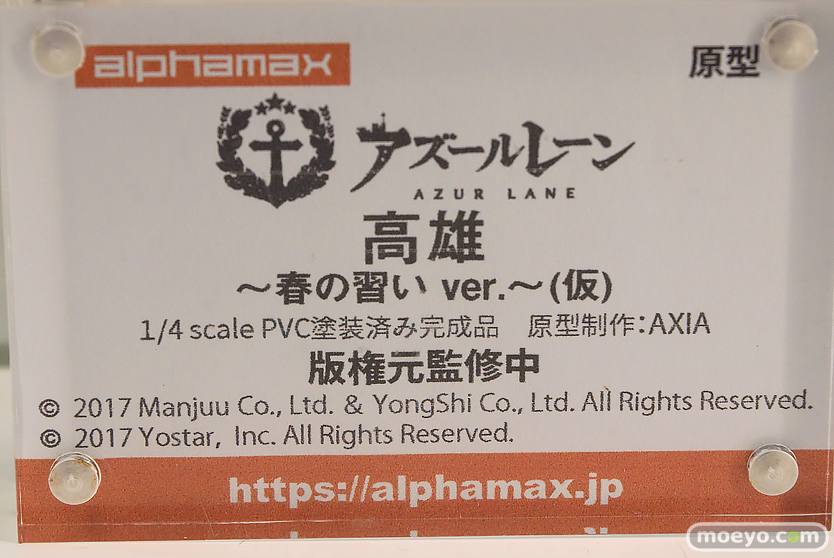 alphamax
原型
アズールレーン
AZUR LANE
高雄
～春の習い ver.～(仮)
1/4 scale PVC塗装済み完成品　原型制作：AXIA
版権元監修中
© 2017 Manjuu Co., Ltd. & YongShi Co., Ltd. All Rights Reserved.
© 2017 Yostar, Inc. All Rights Reserved.
https://alphamax.jp
moeyo.com